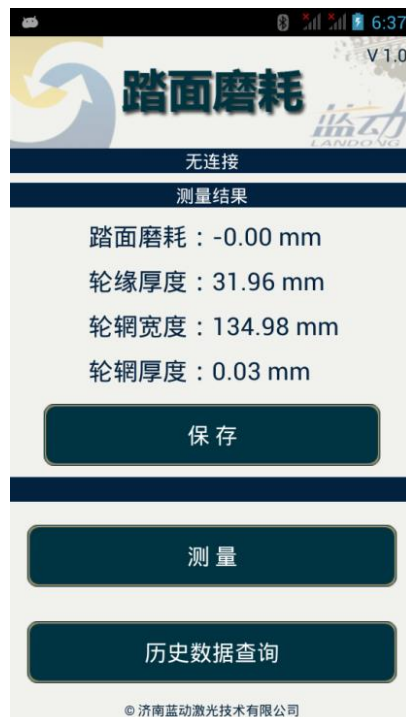 6:37
V 1.0
踏面磨耗
蓝动
LANDONG
无连接
测量结果
踏面磨耗：-0.00 mm
轮缘厚度：31.96 mm
轮辋宽度：134.98 mm
轮辋厚度：0.03 mm
保 存
测 量
历史数据查询
© 济南蓝动激光技术有限公司